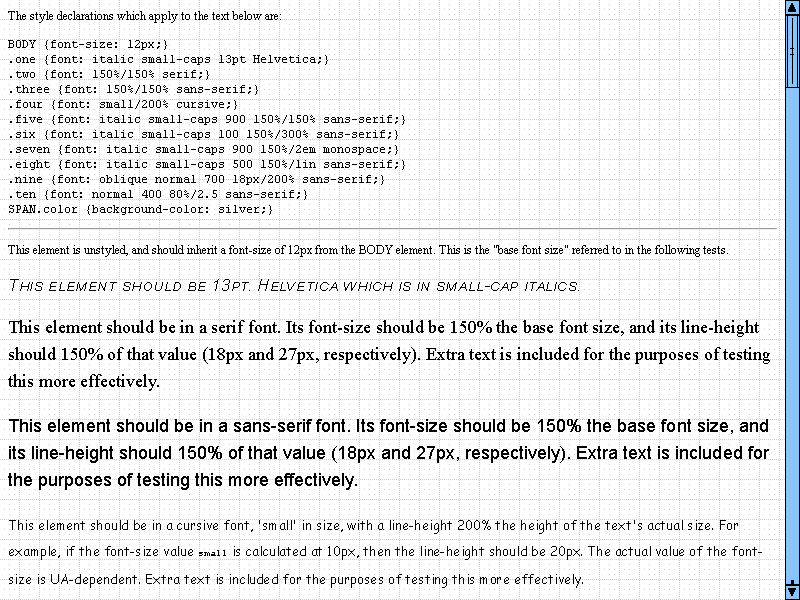 The style declarations which apply to the text below are:
BODY {font-size: 12px;}
.one {font: italic small-caps 13pt Helvetica;}
.two {font: 150%/150% serif;}
.three {font: 150%/150% sans-serif;}
.four {font: small/200% cursive;}
.five {font: italic small-caps 900 150%/150% sans-serif;}
.six {font: italic small-caps 100 150%/300% sans-serif;}
.seven {font: italic small-caps 900 150%/2em monospace;}
.eight {font: italic small-caps 500 150%/1in sans-serif;}
.nine {font: oblique normal 700 18px/200% sans-serif;}
.ten {font: normal 400 80%/2.5 sans-serif;}
SPAN.color {background-color: silver;}
This element is unstyled, and should inherit a font-size of 12px from the BODY element. This is the "base font size" referred to in the following tests.
This element should be 13pt. Helvetica which is in small-cap italics.
This element should be in a serif font. Its font-size should be 150% the base font size, and its line-height
should 150% of that value (18px and 27px, respectively). Extra text is included for the purposes of testing
this more effectively.
This element should be in a sans-serif font. Its font-size should be 150% the base font size, and
its line-height should 150% of that value (18px and 27px, respectively). Extra text is included for
the purposes of testing this more effectively.
This element should be in a cursive font, 'small' in size, with a line-height 200% the height of the text's actual size. For
example, if the font-size value small is calculated at 10px, then the line-height should be 20px. The actual value of the font-
size is UA-dependent. Extra text is included for the purposes of testing this more effectively.